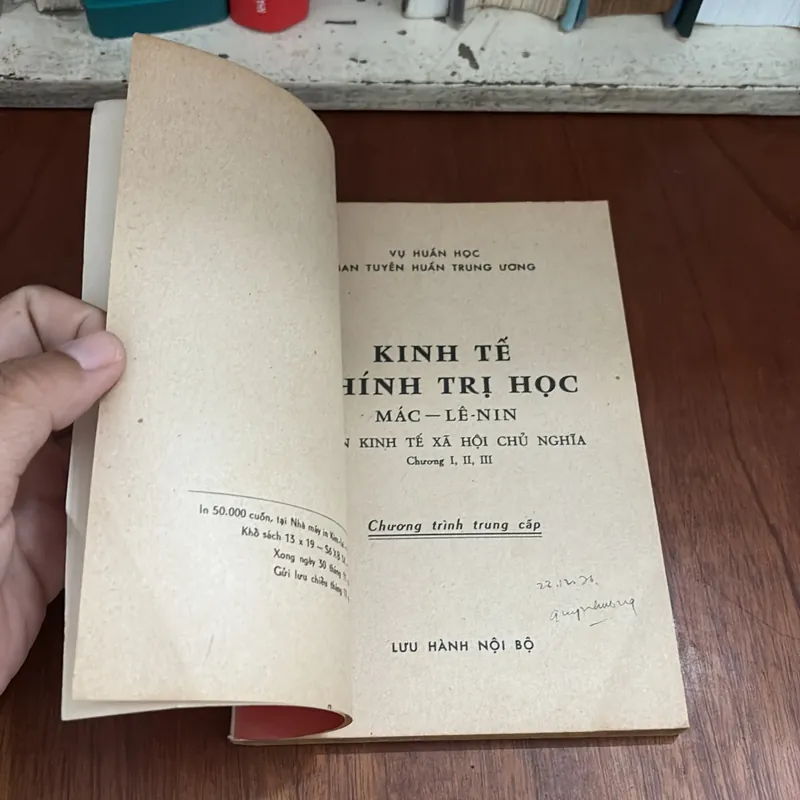 VỤ HUẤN HỌC
TUYÊN HUẤN TRUNG ƯƠNG
KINH TẾ
HÍNH TRỊ HỌC
MÁC — LÊ-NIN
KINH TẾ XÃ HỘI CHỦ NGHĨA
Chương I, II, III
Chương trình trung cấp
LƯU HÀNH NỘI BỘ
In 50.000 cuốn, tại Nhà máy in
Khổ sách 13 x 19 — Số XB
Xong ngày 30 tháng
Gửi lưu chiểu tháng